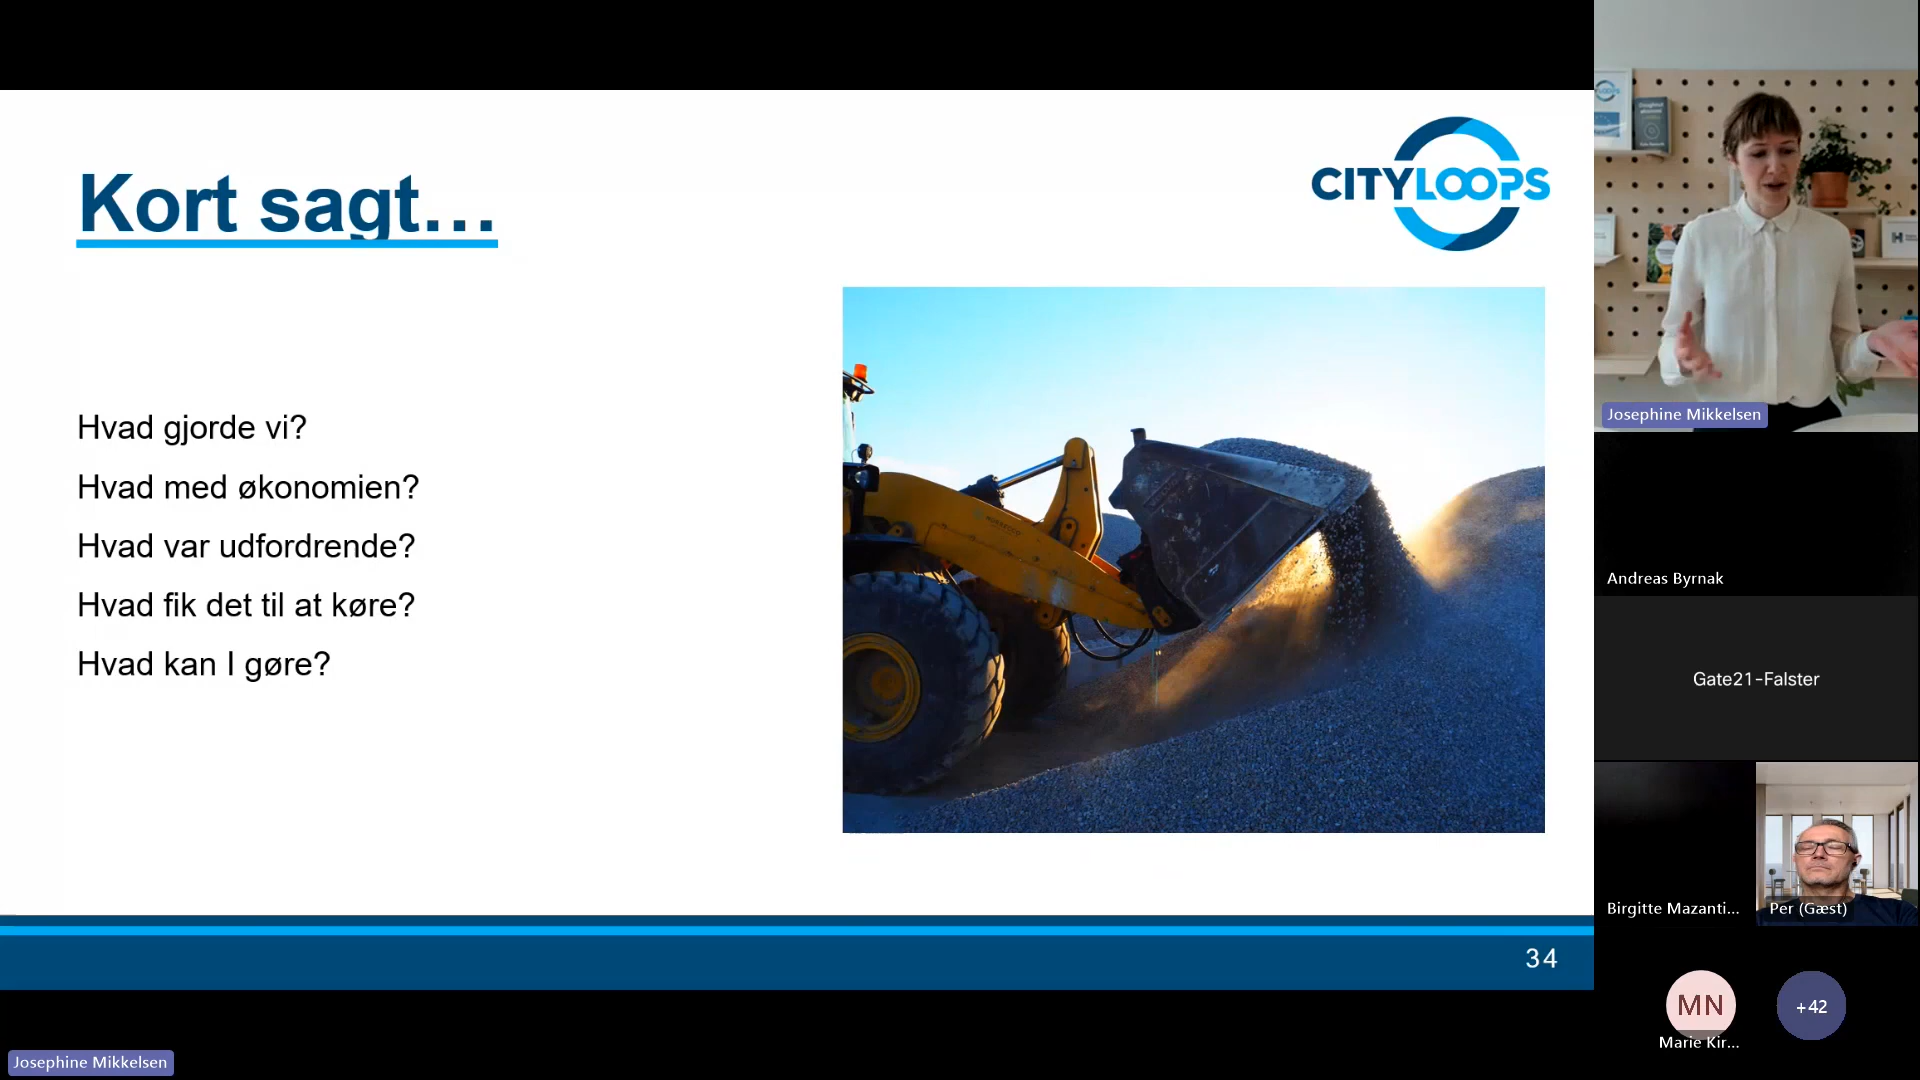 Kort sagt…
CITYLOOPS
Hvad gjorde vi?
Hvad med økonomien?
Hvad var udfordrende?
Hvad fik det til at køre?
Hvad kan I gøre?
34
Josephine Mikkelsen
Josephine Mikkelsen
Andreas Byrnak
Gate21-Falster
Birgitte Mazanti...
Per (Gæst)
MN
+42
Marie Kir...